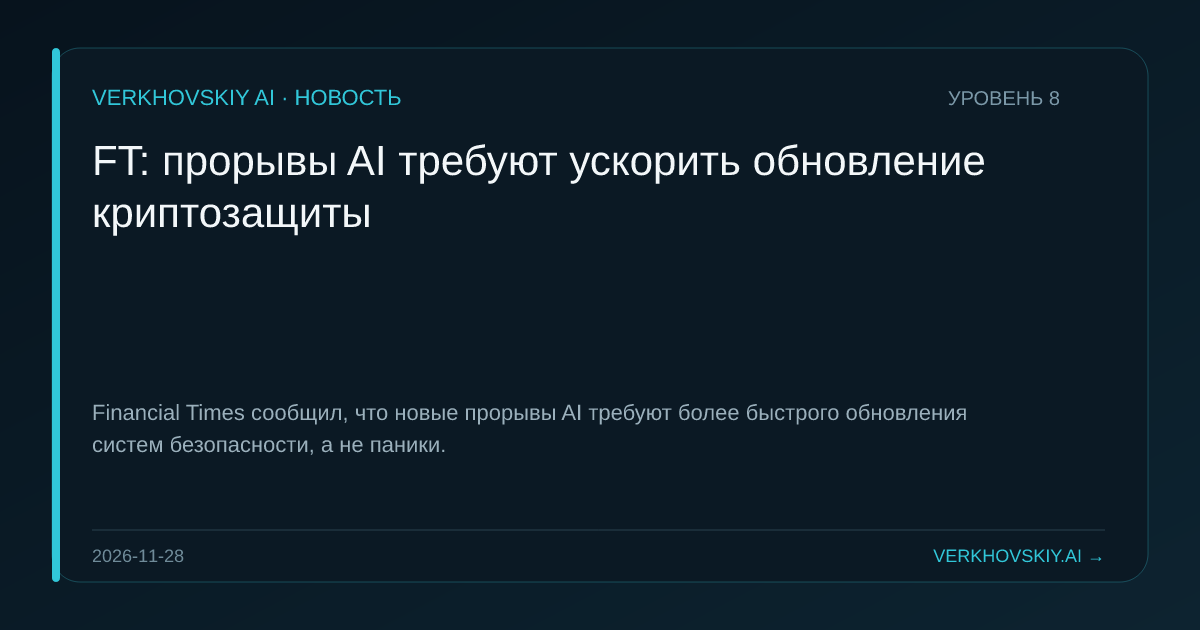 VERKHOVSKIY AI · НОВОСТЬ
УРОВЕНЬ 8
FT: прорывы AI требуют ускорить обновление
криптозащиты
Financial Times сообщил, что новые прорывы AI требуют более быстрого обновления
систем безопасности, а не паники.
2026-11-28
VERKHOVSKIY.AI →